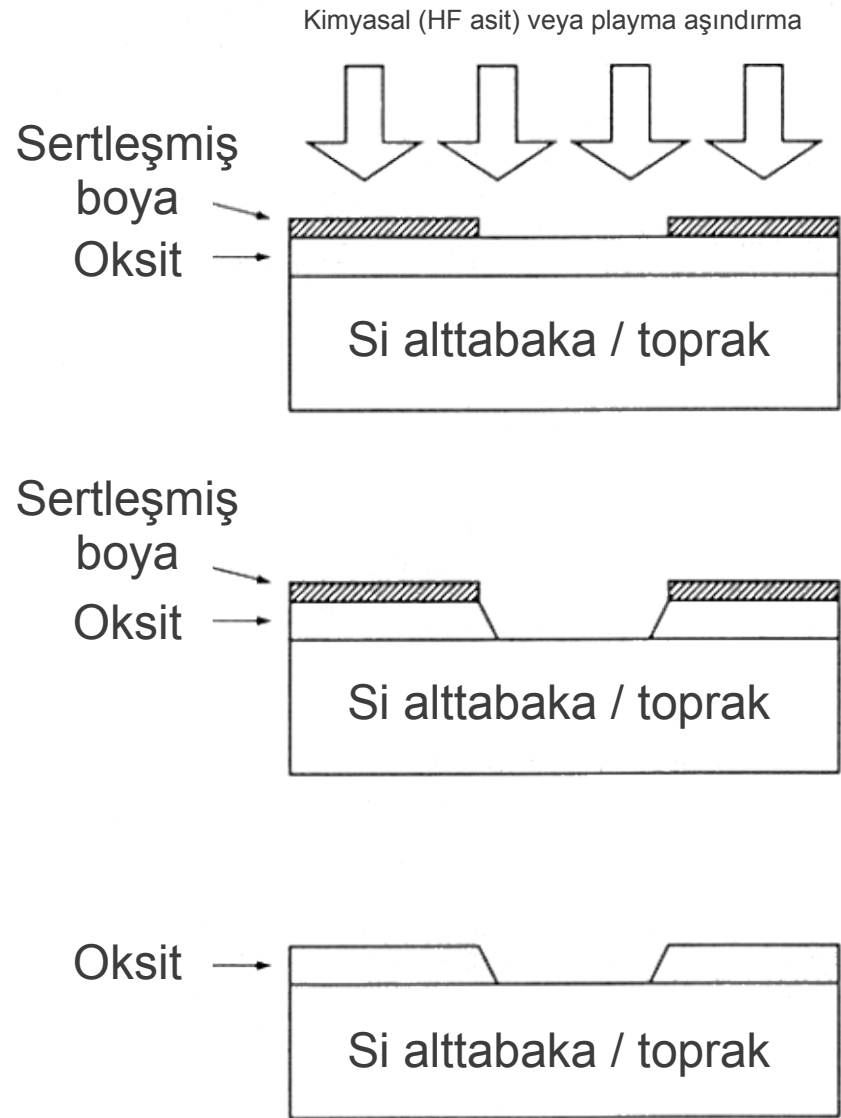 Kimyasal (HF asit) veya playma aşındırma
Sertleşmiş
boya
Oksit
Si alttabaka / toprak
Sertleşmiş
boya
Oksit
Si alttabaka / toprak
Oksit
Si alttabaka / toprak